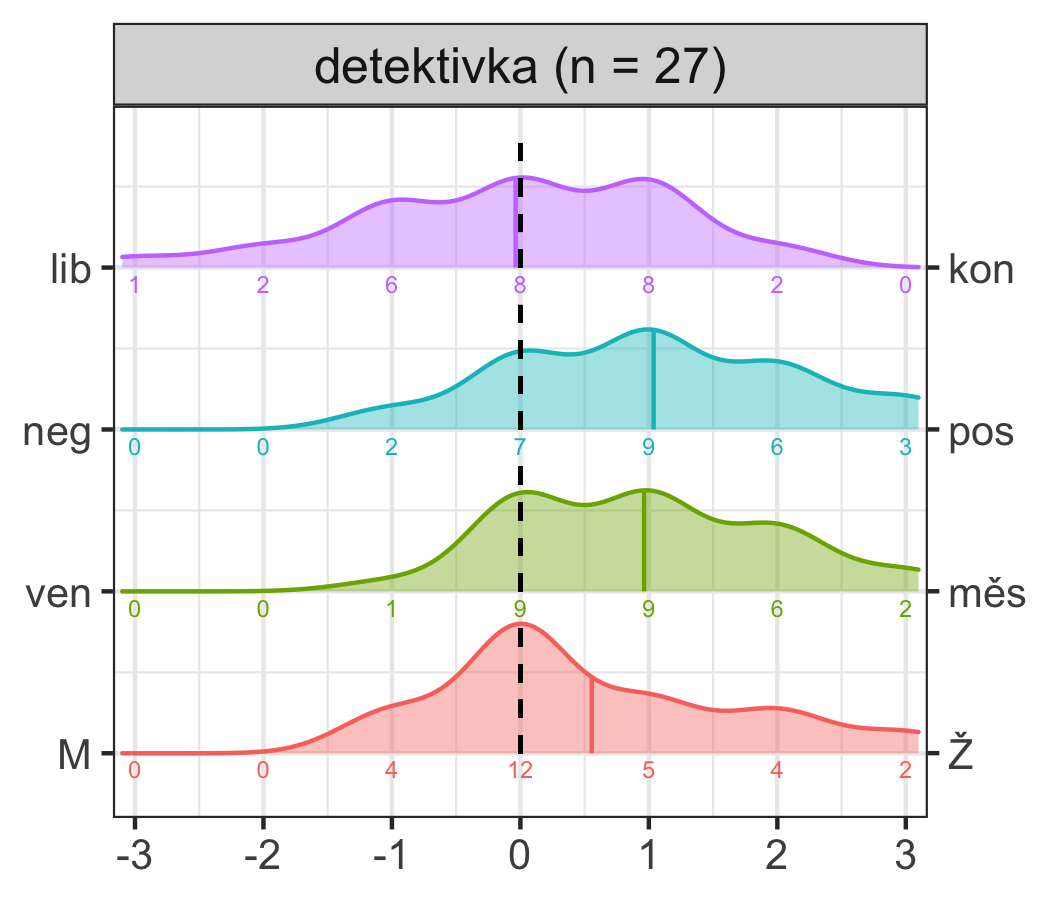 detektivka (n = 27)
lib kon
1 2 6 8 8 2 0
neg pos
0 0 2 7 9 6 3
ven měs
0 0 1 9 9 6 2
M Ž
0 0 4 12 5 4 2
-3 -2 -1 0 1 2 3